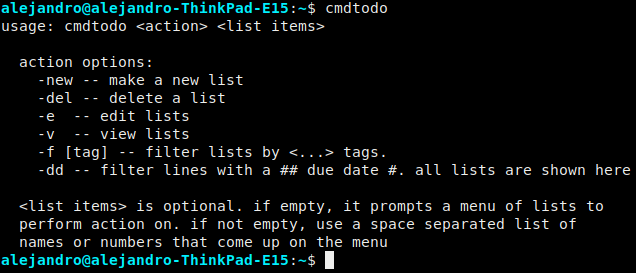 alejandro@alejandro-ThinkPad-E15:~$ cmdtodo
usage: cmdtodo <action> <list items>

  action options:
    -new -- make a new list
    -del -- delete a list
    -e  -- edit lists
    -v  -- view lists
    -f [tag] -- filter lists by <...> tags.
    -dd -- filter lines with a ## due date #. all lists are shown here

  <list items> is optional. if empty, it prompts a menu of lists to
  perform action on. if not empty, use a space separated list of
  names or numbers that come up on the menu
alejandro@alejandro-ThinkPad-E15:~$